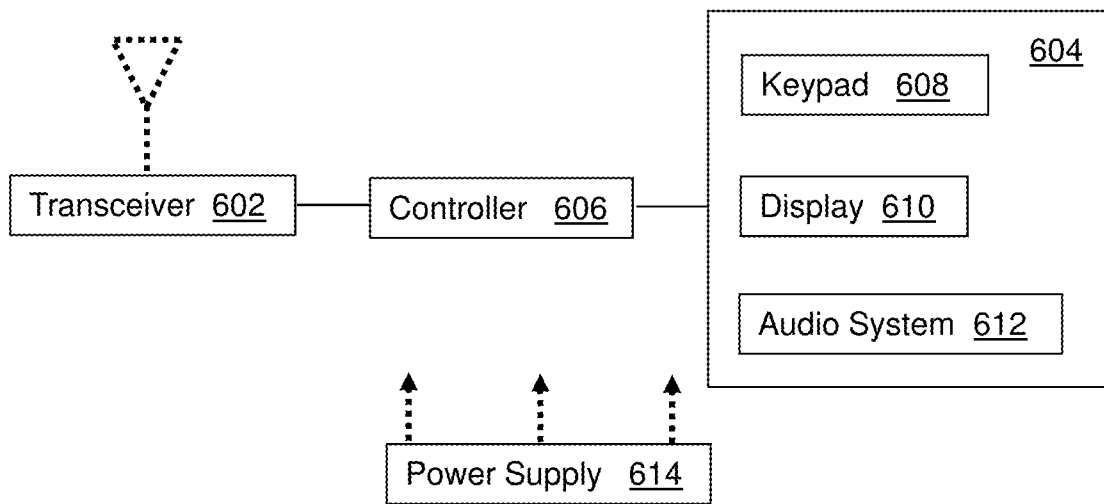 604
Keypad 608
Transceiver 602
Controller 606
Display 610
Audio System 612
Power Supply 614